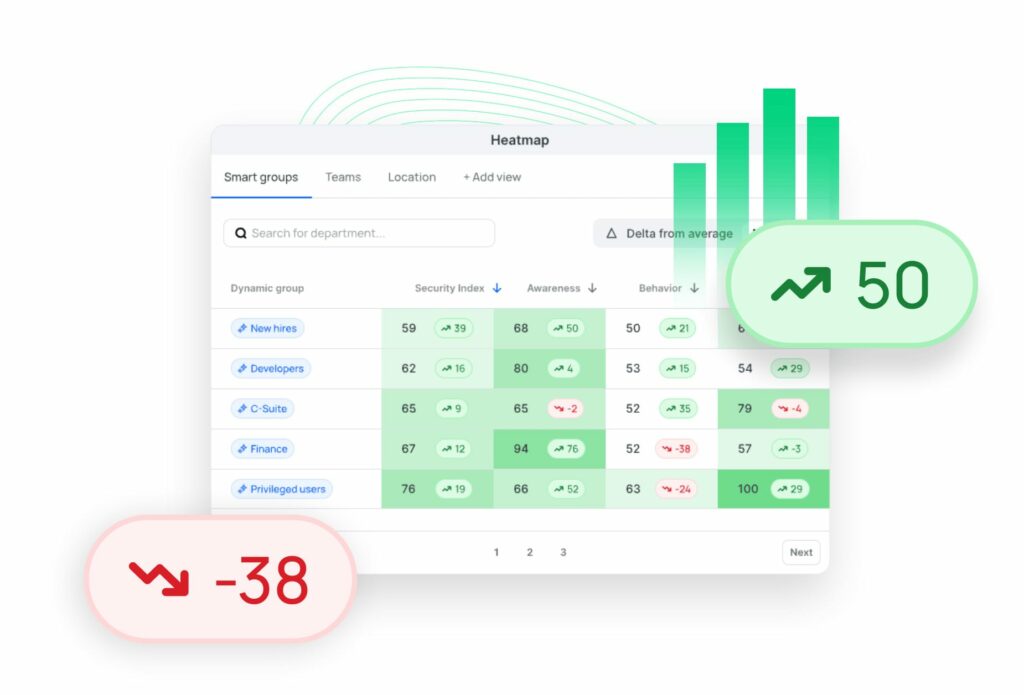 Heatmap
Smart groups Teams Location + Add view
Search for department... Delta from average
50
Dynamic group Security Index Awareness Behavior
New hires 59 39 68 50 50 21
Developers 62 16 80 4 53 15 54 29
C-Suite 65 9 65 -2 52 35 79 -4
Finance 67 12 94 76 52 -38 57 -3
Privileged users 76 19 66 52 63 -24 100 29
1 2 3 Next
-38